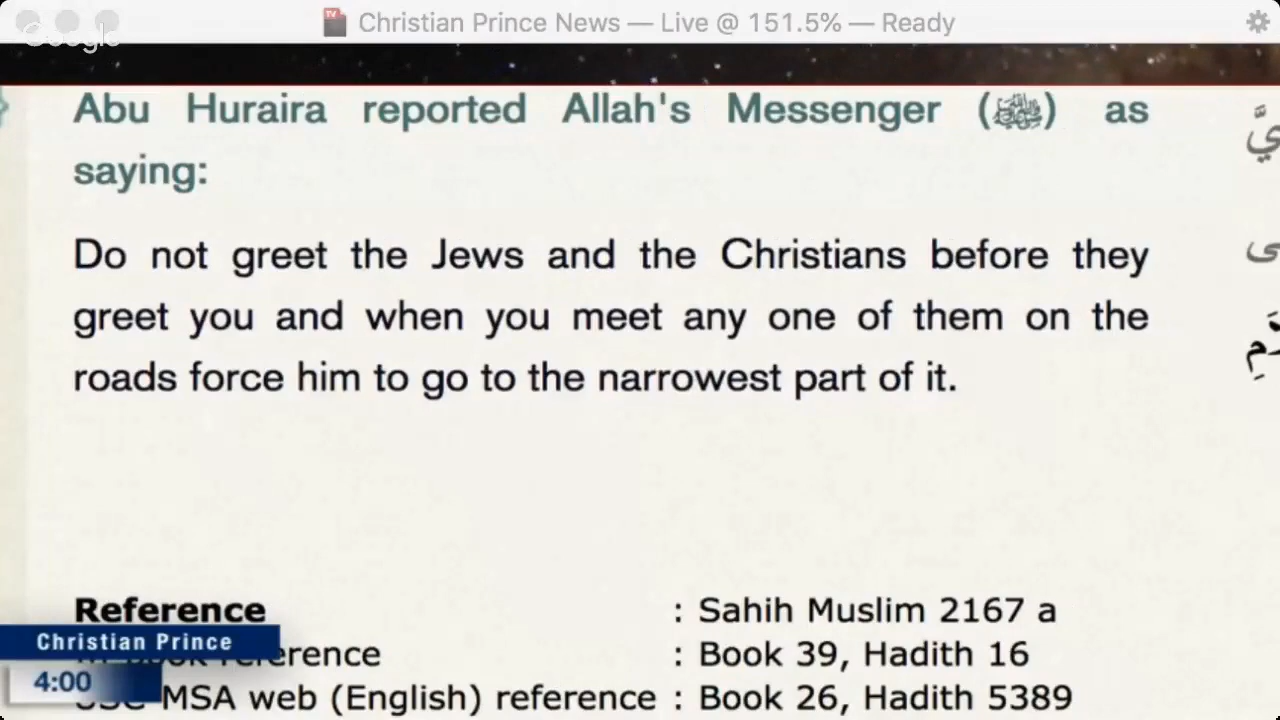 Christian Prince News — Live @ 151.5% — Ready
Google
Abu Huraira reported Allah's Messenger (ﷺ) as
saying:
Do not greet the Jews and the Christians before they
greet you and when you meet any one of them on the
roads force him to go to the narrowest part of it.
Reference : Sahih Muslim 2167 a
Christian Prince
reference : Book 39, Hadith 16
4:00
MSA web (English) reference : Book 26, Hadith 5389